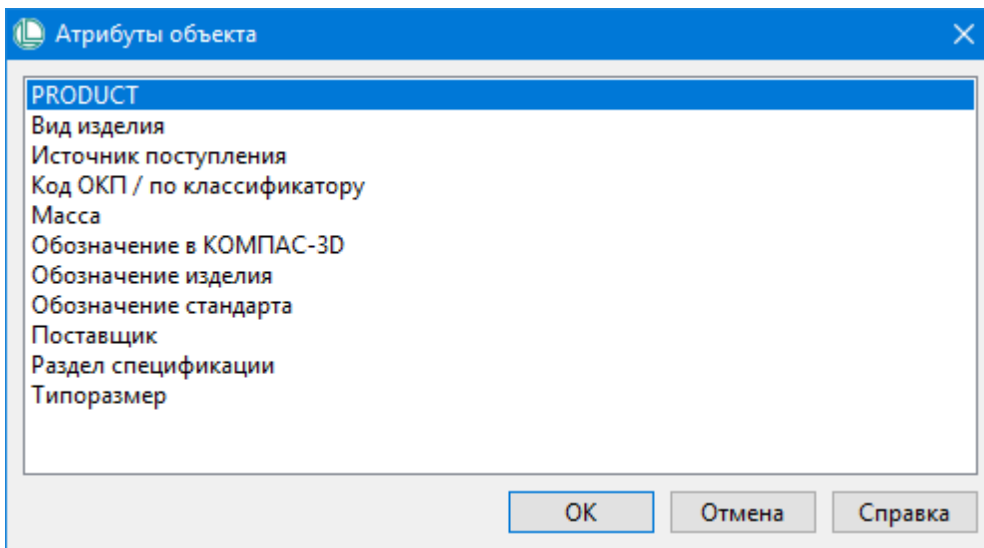 Атрибуты объекта
PRODUCT
Вид изделия
Источник поступления
Код ОКП / по классификатору
Масса
Обозначение в КОМПАС-3D
Обозначение изделия
Обозначение стандарта
Поставщик
Раздел спецификации
Типоразмер
ОК Отмена Справка